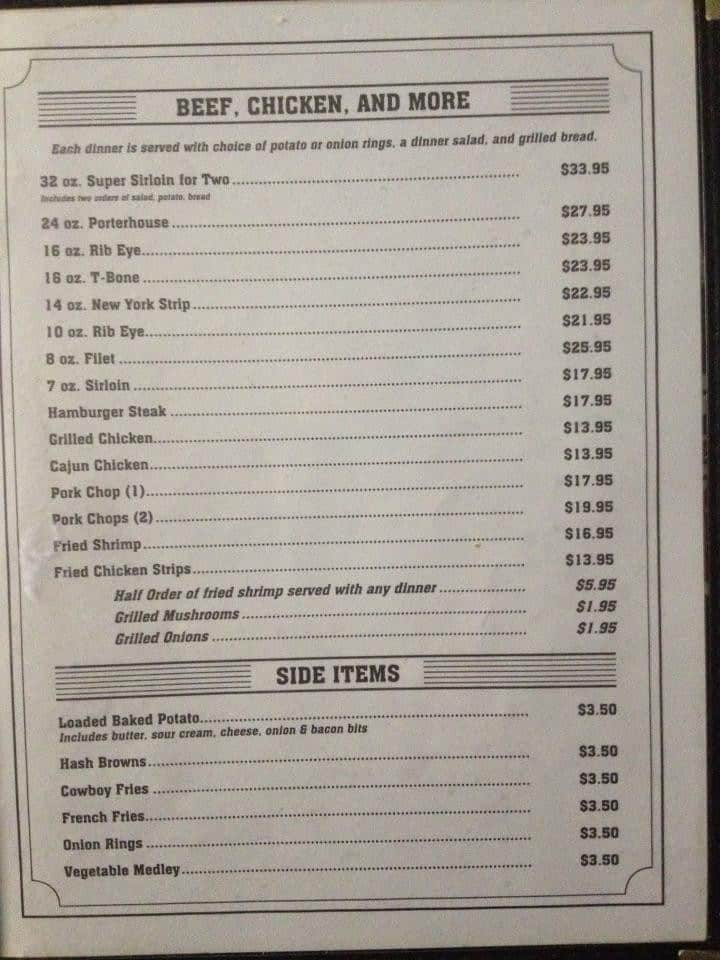 BEEF, CHICKEN, AND MORE
Each dinner is served with choice of potato or onion rings, a dinner salad, and grilled bread.
32 oz. Super Sirloin for Two $33.95
Includes two orders of salad, potato, bread
24 oz. Porterhouse $27.95
16 oz. Rib Eye $23.95
16 oz. T-Bone $23.95
14 oz. New York Strip $22.95
10 oz. Rib Eye $21.95
8 oz. Filet $25.95
7 oz. Sirloin $17.95
Hamburger Steak $17.95
Grilled Chicken $13.95
Cajun Chicken $13.95
Pork Chop (1) $17.95
Pork Chops (2) $19.95
Fried Shrimp $16.95
Fried Chicken Strips $13.95
Half Order of fried shrimp served with any dinner $5.95
Grilled Mushrooms $1.95
Grilled Onions $1.95
SIDE ITEMS
Loaded Baked Potato $3.50
Includes butter, sour cream, cheese, onion & bacon bits
Hash Browns $3.50
Cowboy Fries $3.50
French Fries $3.50
Onion Rings $3.50
Vegetable Medley $3.50